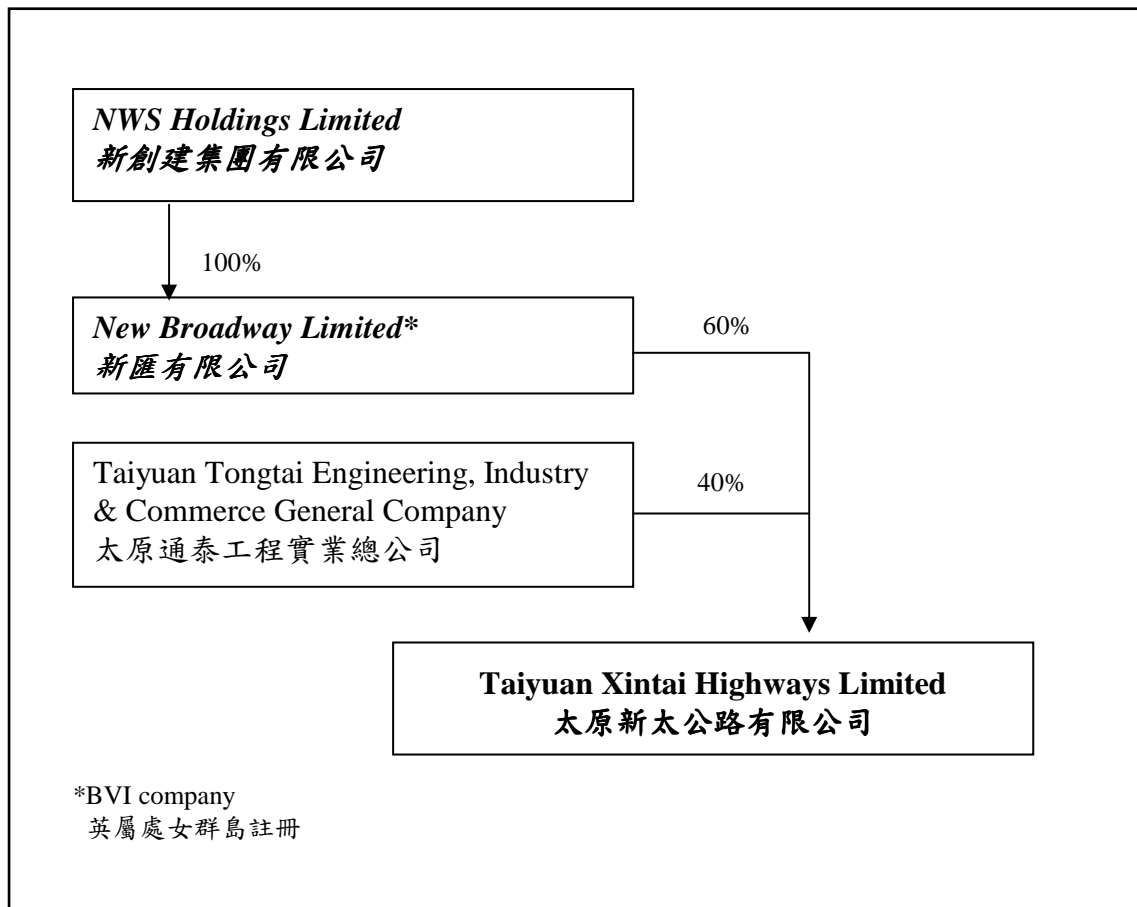 NWS Holdings Limited
新創建集團有限公司
100%
New Broadway Limited*
新匯有限公司
60%
Taiyuan Tongtai Engineering, Industry
& Commerce General Company
太原通泰工程實業總公司
40%
Taiyuan Xintai Highways Limited
太原新太公路有限公司
*BVI company
英屬處女群島註冊